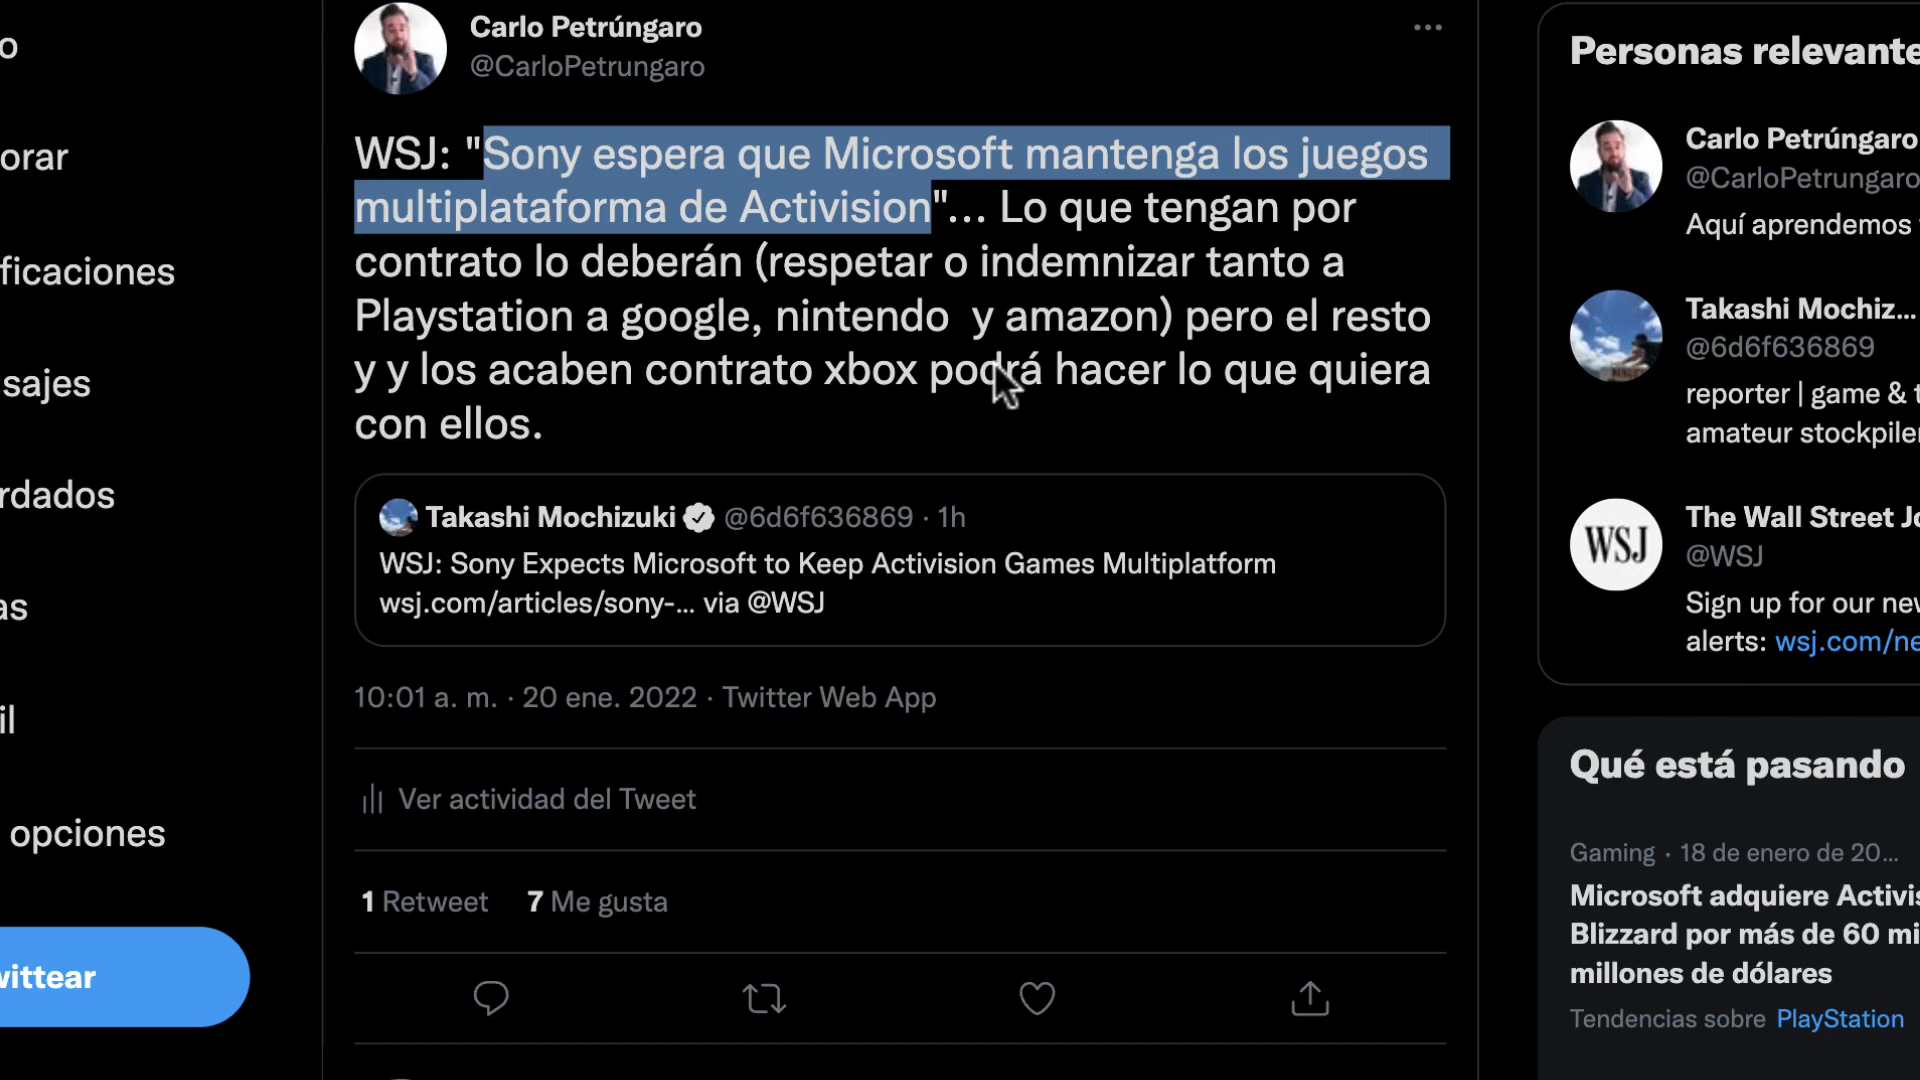 Carlo Petrúngaro
@CarloPetrungaro
WSJ: "Sony espera que Microsoft mantenga los juegos
multiplataforma de Activision"... Lo que tengan por
contrato lo deberán (respetar o indemnizar tanto a
Playstation a google, nintendo  y amazon) pero el resto
y y los acaben contrato xbox podrá hacer lo que quiera
con ellos.
Takashi Mochizuki @6d6f636869 · 1h
WSJ: Sony Expects Microsoft to Keep Activision Games Multiplatform
wsj.com/articles/sony-... via @WSJ
10:01 a. m. · 20 ene. 2022 · Twitter Web App
Ver actividad del Tweet
1 Retweet 7 Me gusta
o
orar
ficaciones
sajes
rdados
as
il
opciones
wittear
Personas relevante
Carlo Petrúngaro
@CarloPetrungaro
Aquí aprendemos
Takashi Mochiz...
@6d6f636869
reporter | game & t
amateur stockpiler
WSJ
The Wall Street Jo
@WSJ
Sign up for our new
alerts: wsj.com/ne
Qué está pasando
Gaming · 18 de enero de 20...
Microsoft adquiere Activis
Blizzard por más de 60 mi
millones de dólares
Tendencias sobre PlayStation